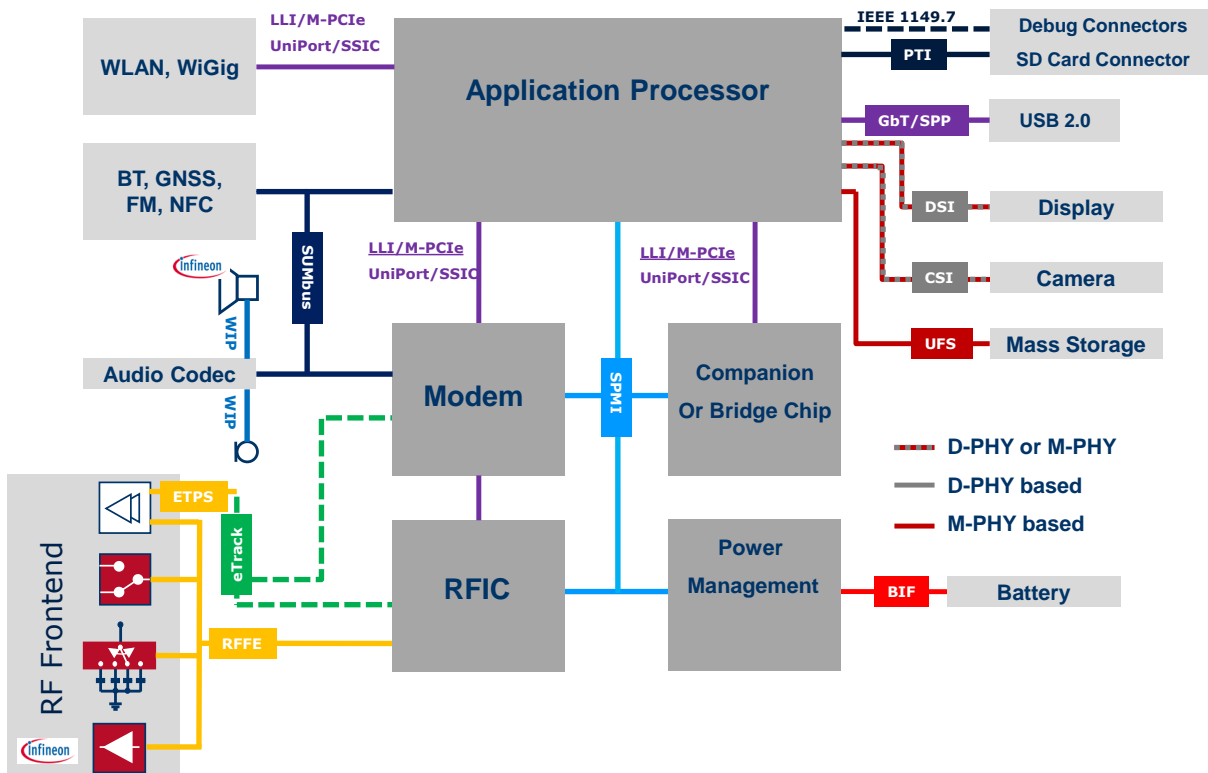 LLI/M-PCIe
UniPort/SSIC
WLAN, WiGig
Application Processor
IEEE 1149.7
Debug Connectors
PTI
SD Card Connector
GbT/SPP
USB 2.0
BT, GNSS,
FM, NFC
DSI
Display
SUMbus
LLI/M-PCIe
UniPort/SSIC
LLI/M-PCIe
UniPort/SSIC
CSI
Camera
infineon
WIP
UFS
Mass Storage
Audio Codec
WIP
Modem
SPMI
Companion
Or Bridge Chip
D-PHY or M-PHY
D-PHY based
M-PHY based
ETPS
eTrack
RF Frontend
RFIC
Power
Management
BIF
Battery
RFFE
infineon